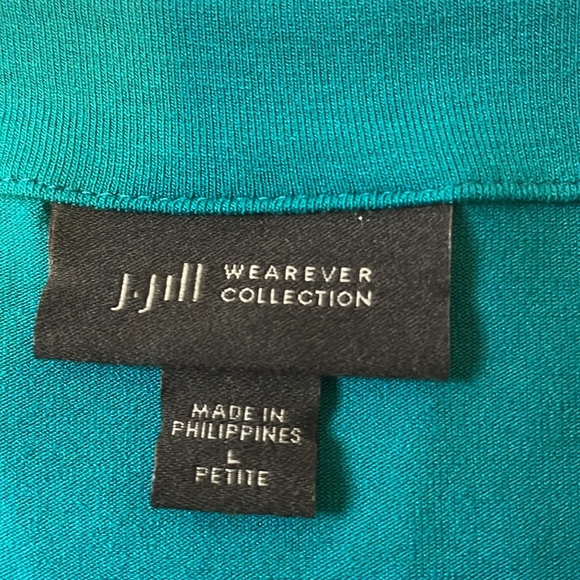 J.Jill WEAREVER
COLLECTION
MADE IN
PHILIPPINES
L
PETITE